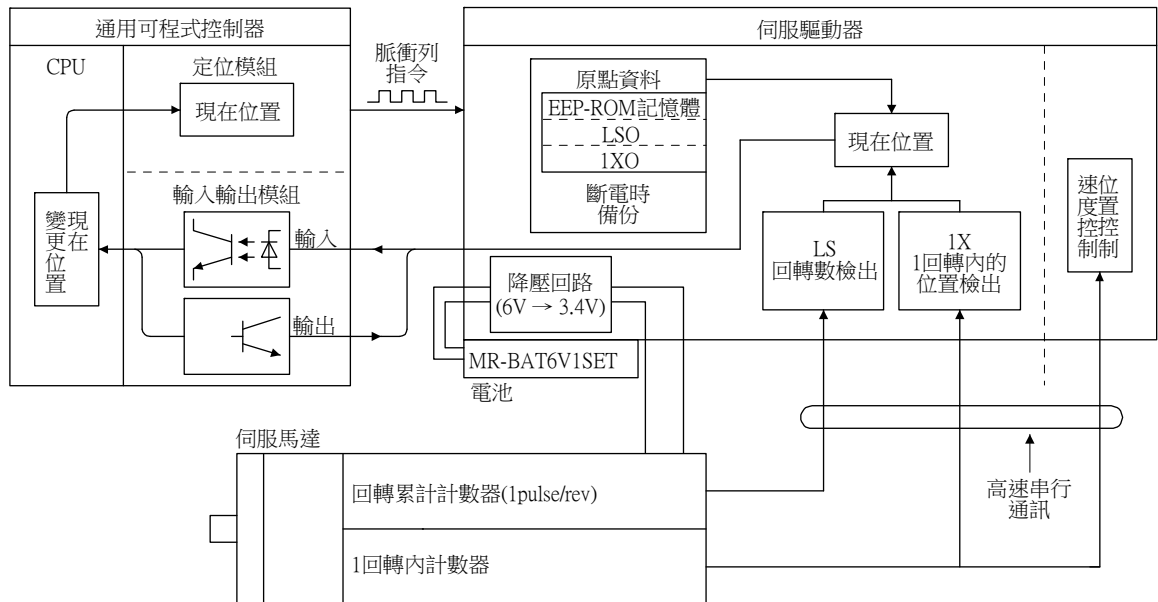 通用可程式控制器
CPU
定位模組
現在位置
現在
變更位置
輸入輸出模組
輸入
輸出
脈衝列
指令
伺服驅動器
原點資料
EEP-ROM記憶體
LSO
1XO
斷電時
備份
現在位置
LS
回轉數檢出
1X
1回轉內的
位置檢出
位置控制
速度控制
降壓回路
(6V → 3.4V)
MR-BAT6V1SET
電池
伺服馬達
回轉累計計數器(1pulse/rev)
1回轉內計數器
高速串行
通訊